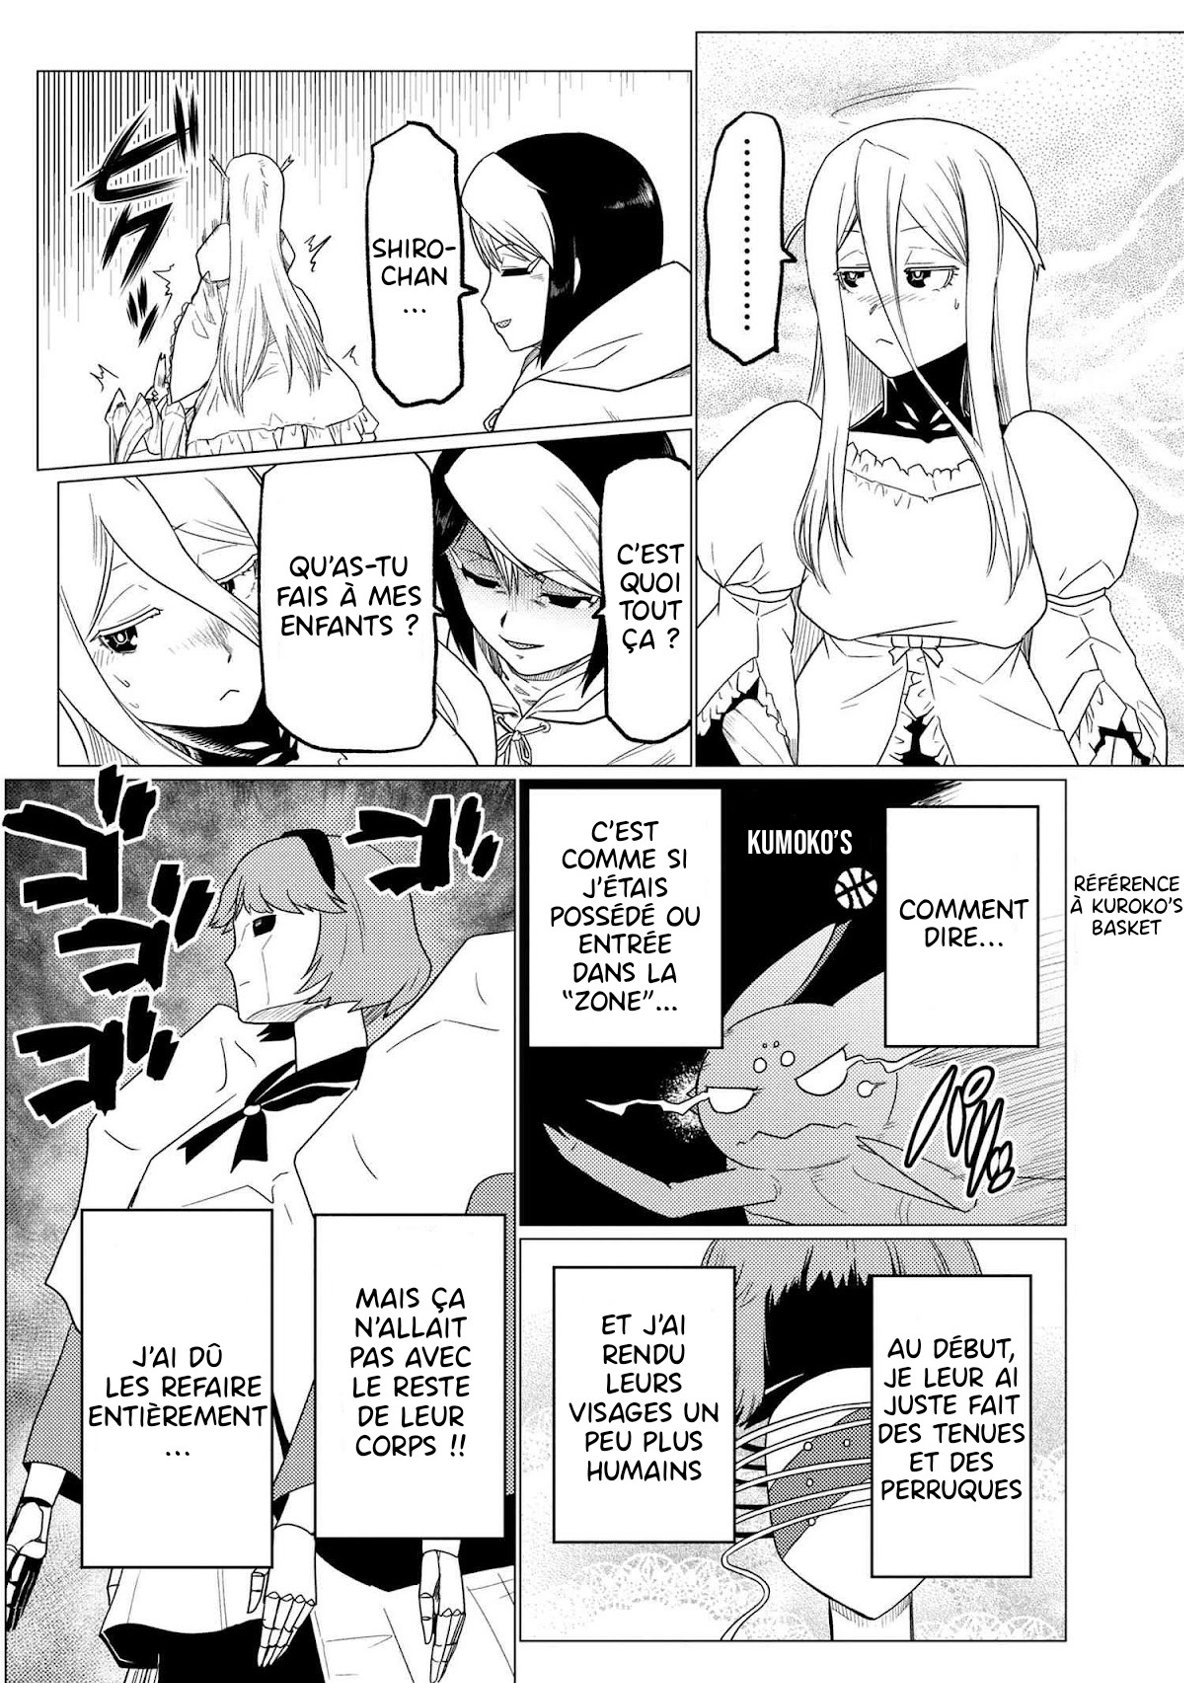 ..........
SHIRO-
CHAN
...
C'EST
QUOI
TOUT
ÇA ?
QU'AS-TU
FAIS À MES
ENFANTS ?
RÉFÉRENCE
À KUROKO'S
BASKET
COMMENT
DIRE...
KUMOKO'S
C'EST
COMME SI
J'ÉTAIS
POSSÉDÉ OU
ENTRÉE
DANS LA
“ZONE”...
AU DÉBUT,
JE LEUR AI
JUSTE FAIT
DES TENUES
ET DES
PERRUQUES
ET J'AI
RENDU
LEURS
VISAGES UN
PEU PLUS
HUMAINS
MAIS ÇA
N'ALLAIT
PAS AVEC
LE RESTE
DE LEUR
CORPS !!
J'AI DÛ
LES REFAIRE
ENTIÈREMENT
...